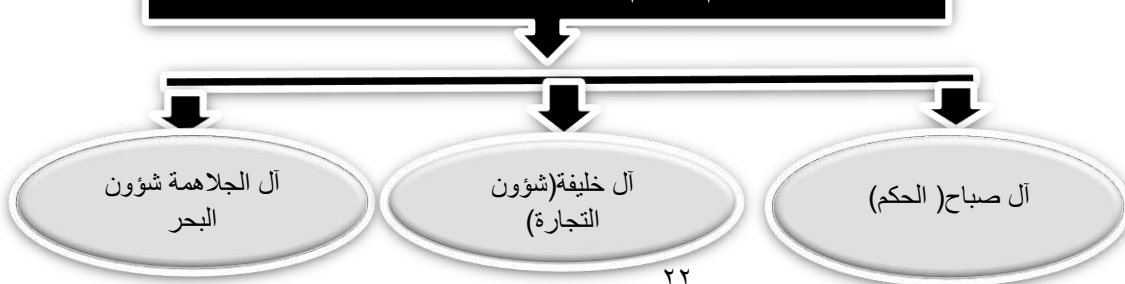 آل صباح( الحكم)
آل خليفة(شؤون
التجارة)
آل الجلاهمة شؤون
البحر
٢٢